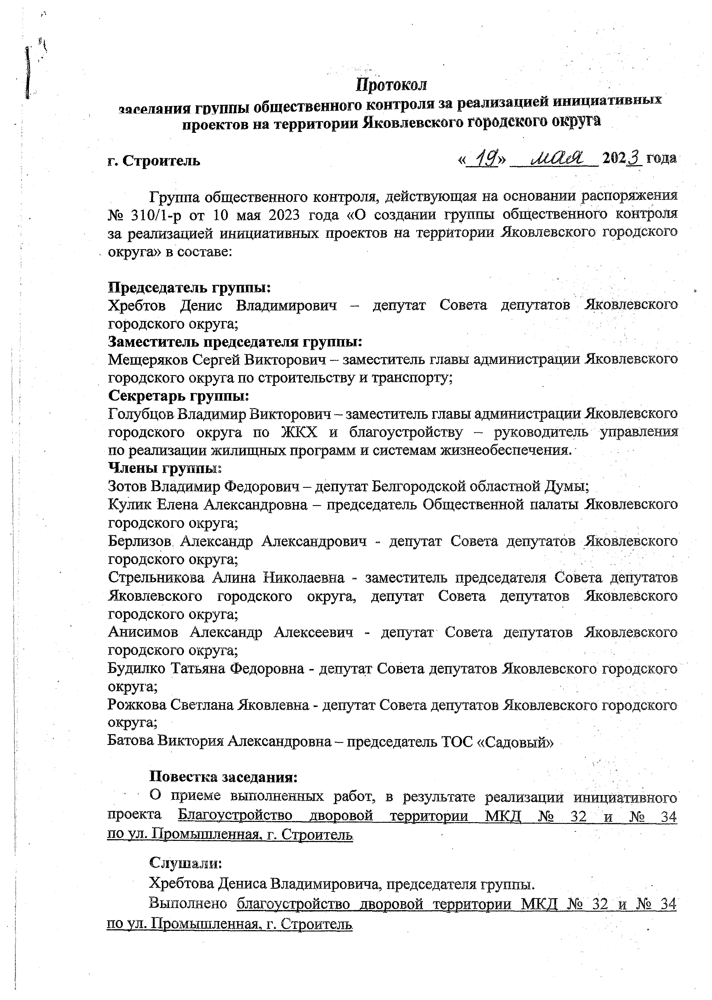 Протокол
заседания группы общественного контроля за реализацией инициативных
проектов на территории Яковлевского городского округа
г. Строитель «19» мая 2023 года
Группа общественного контроля, действующая на основании распоряжения
№ 310/1-р от 10 мая 2023 года «О создании группы общественного контроля
за реализацией инициативных проектов на территории Яковлевского городского
округа» в составе:
Председатель группы:
Хребтов Денис Владимирович – депутат Совета депутатов Яковлевского
городского округа;
Заместитель председателя группы:
Мещеряков Сергей Викторович – заместитель главы администрации Яковлевского
городского округа по строительству и транспорту;
Секретарь группы:
Голубцов Владимир Викторович – заместитель главы администрации Яковлевского
городского округа по ЖКХ и благоустройству – руководитель управления
по реализации жилищных программ и системам жизнеобеспечения.
Члены группы:
Зотов Владимир Федорович – депутат Белгородской областной Думы;
Кулик Елена Александровна – председатель Общественной палаты Яковлевского
городского округа;
Берлизов Александр Александрович - депутат Совета депутатов Яковлевского
городского округа;
Стрельникова Алина Николаевна - заместитель председателя Совета депутатов
Яковлевского городского округа, депутат Совета депутатов Яковлевского
городского округа;
Анисимов Александр Алексеевич - депутат Совета депутатов Яковлевского
городского округа;
Будилко Татьяна Федоровна - депутат Совета депутатов Яковлевского городского
округа;
Рожкова Светлана Яковлевна - депутат Совета депутатов Яковлевского городского
округа;
Батова Виктория Александровна – председатель ТОС «Садовый»
Повестка заседания:
О приеме выполненных работ, в результате реализации инициативного
проекта Благоустройство дворовой территории МКД № 32 и № 34
по ул. Промышленная, г. Строитель
Слушали:
Хребтова Дениса Владимировича, председателя группы.
Выполнено благоустройство дворовой территории МКД № 32 и № 34
по ул. Промышленная, г. Строитель